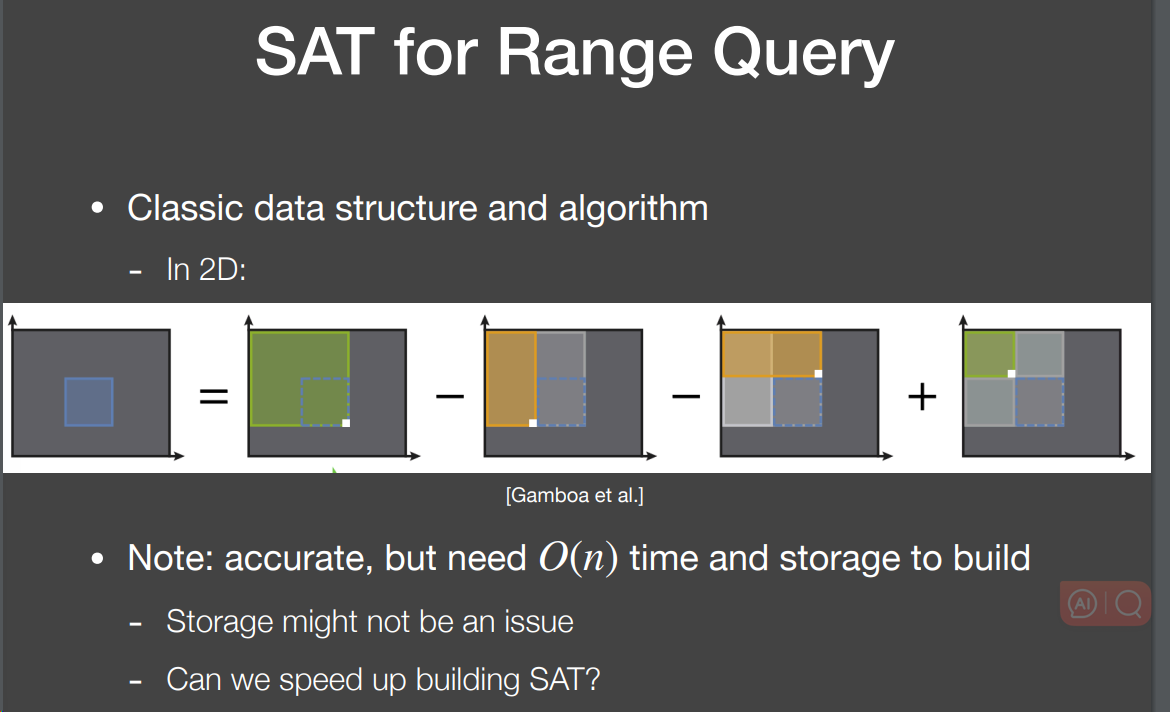 SAT for Range Query
• Classic data structure and algorithm
- In 2D:
= − − +
[Gamboa et al.]
• Note: accurate, but need O(n) time and storage to build
AI
- Storage might not be an issue
- Can we speed up building SAT?